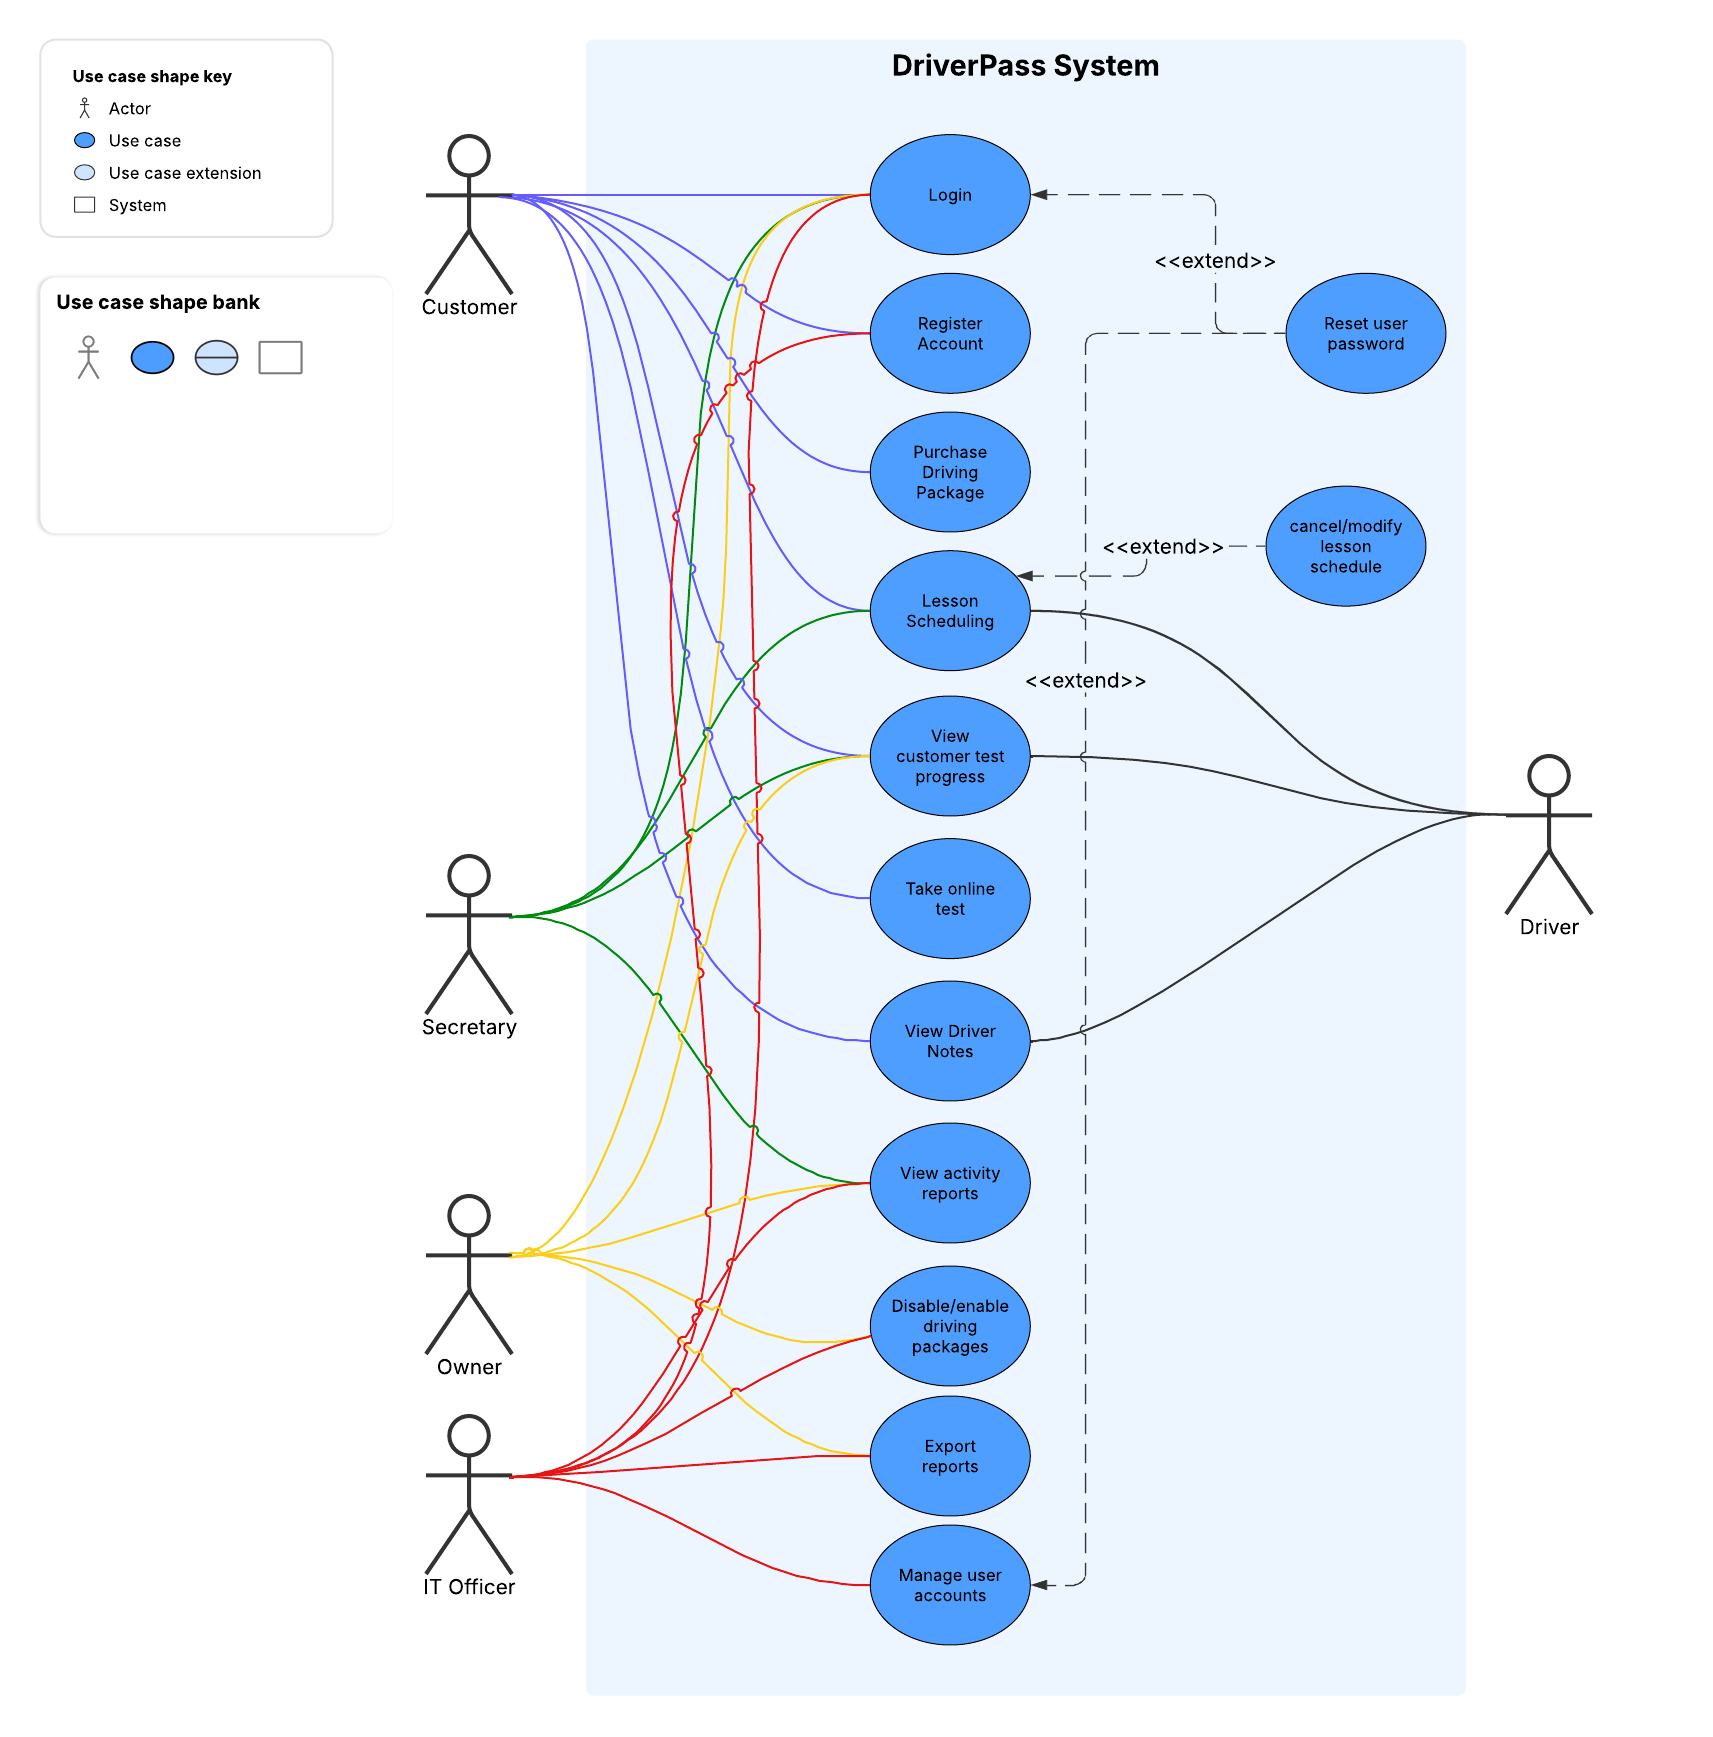 Use case shape key
Actor
Use case
Use case extension
System
Use case shape bank
DriverPass System
Customer
Login
<<extend>>
Register
Account
Reset user
password
Purchase
Driving
Package
<<extend>>
cancel/modify
lesson
schedule
Lesson
Scheduling
<<extend>>
View
customer test
progress
Take online
test
Driver
Secretary
View Driver
Notes
View activity
reports
Owner
Disable/enable
driving
packages
Export
reports
IT Officer
Manage user
accounts